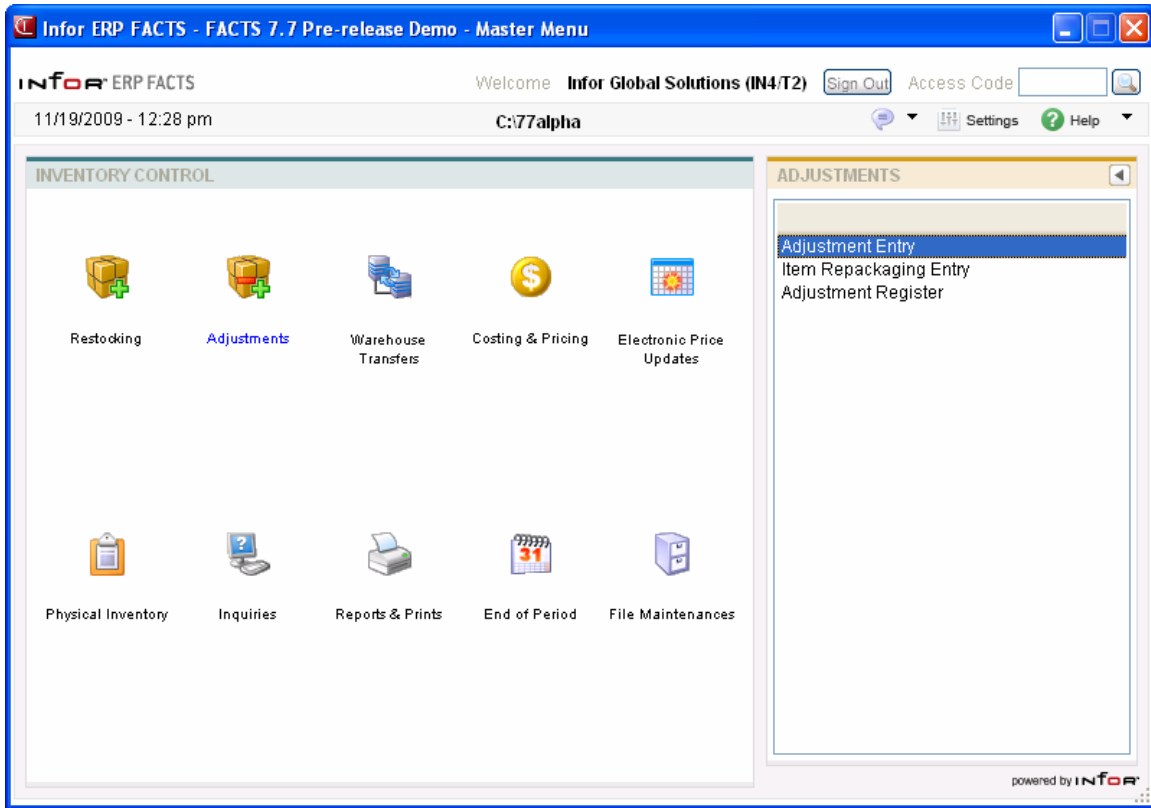 Infor ERP FACTS - FACTS 7.7 Pre-release Demo - Master Menu
infor ERP FACTS
Welcome Infor Global Solutions (IN4/T2) Sign Out Access Code
11/19/2009 - 12:28 pm C:\77alpha Settings ? Help
INVENTORY CONTROL
Restocking
Adjustments
Warehouse
Transfers
$
Costing & Pricing
Electronic Price
Updates
Physical Inventory
?
Inquiries
Reports & Prints
31
End of Period
File Maintenances
ADJUSTMENTS
Adjustment Entry
Item Repackaging Entry
Adjustment Register
powered by infor